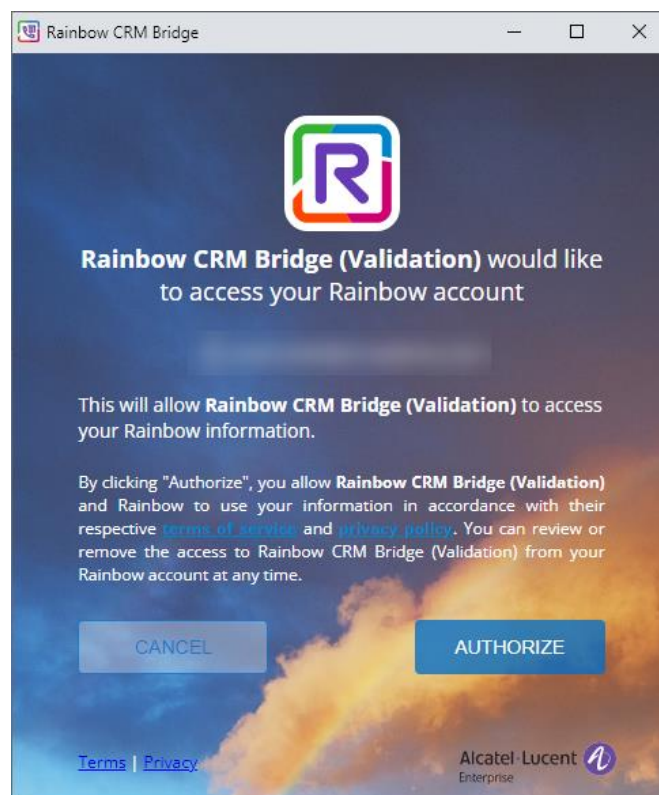 Rainbow CRM Bridge
R
Rainbow CRM Bridge (Validation) would like
to access your Rainbow account
This will allow Rainbow CRM Bridge (Validation) to access
your Rainbow information.
By clicking "Authorize", you allow Rainbow CRM Bridge (Validation)
and Rainbow to use your information in accordance with their
respective terms of service and privacy policy. You can review or
remove the access to Rainbow CRM Bridge (Validation) from your
Rainbow account at any time.
CANCEL AUTHORIZE
Terms | Privacy
Alcatel·Lucent
Enterprise